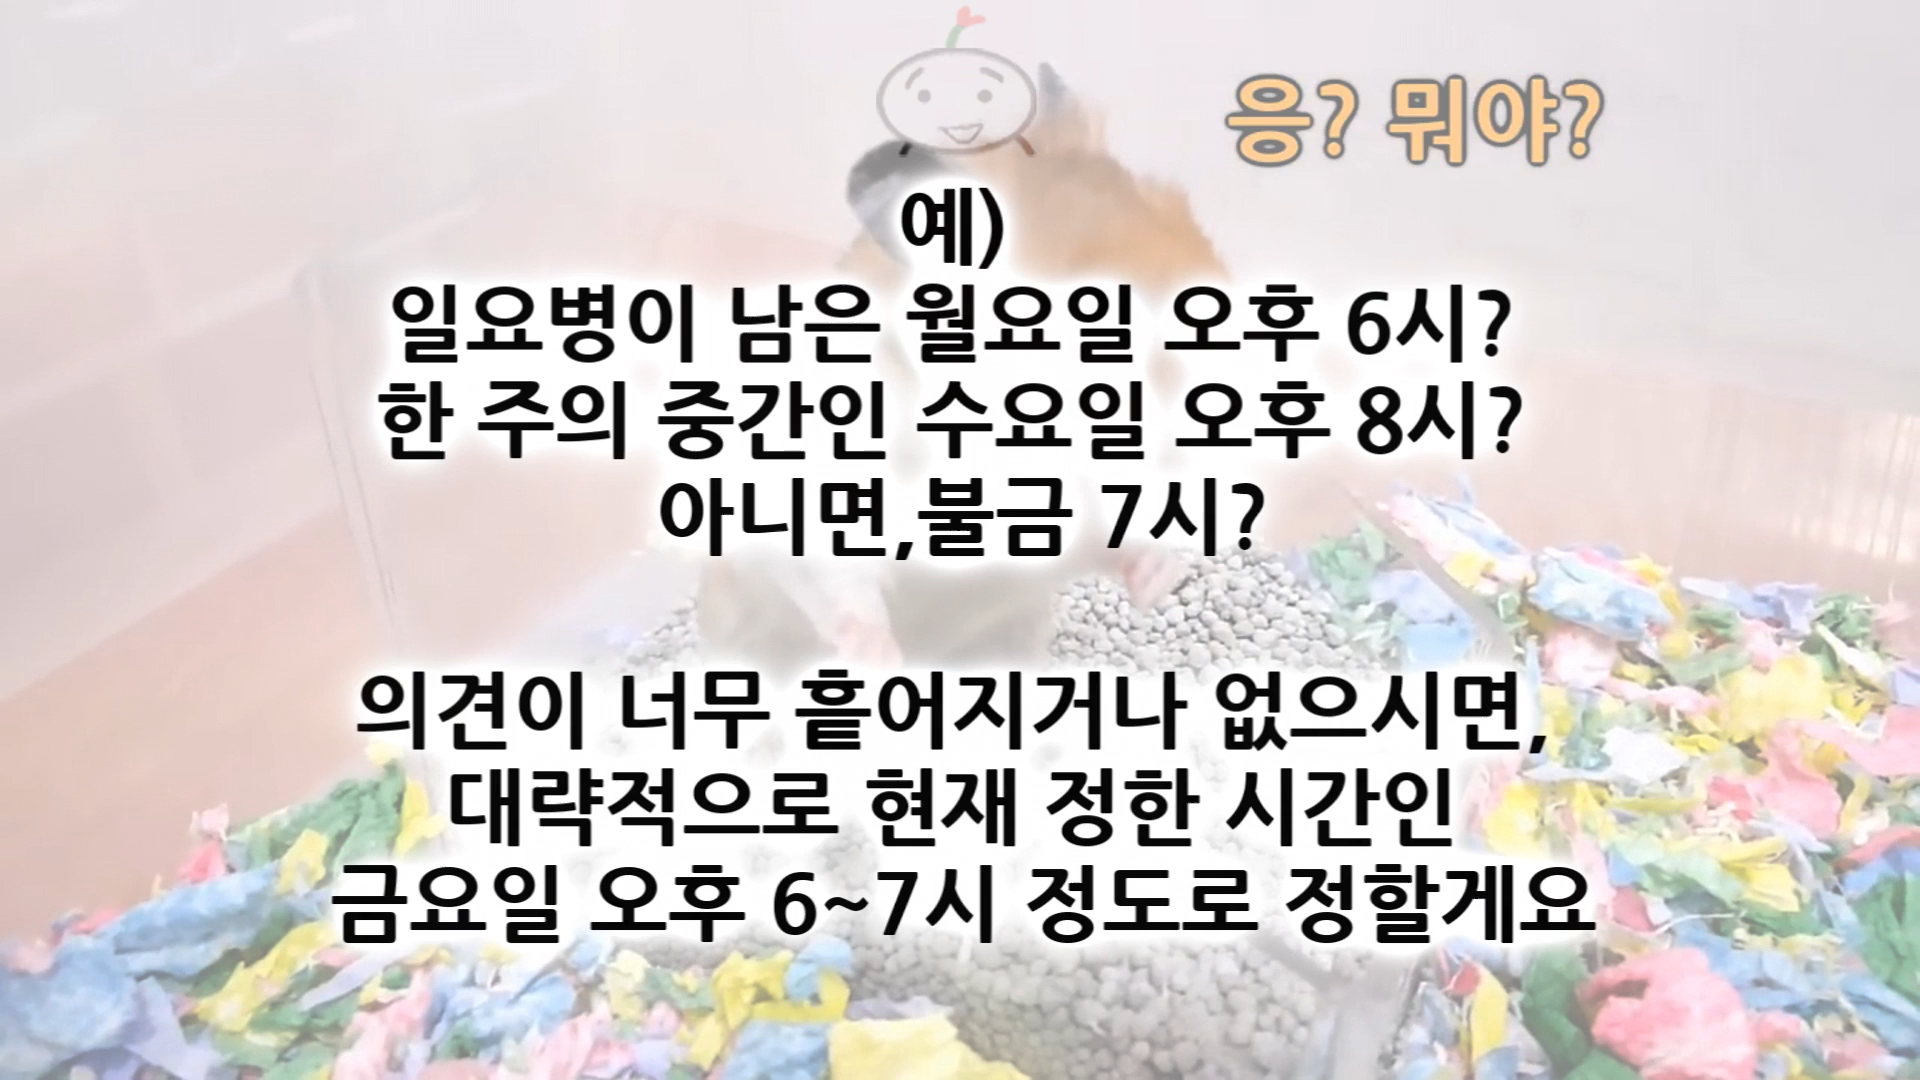 응? 뭐야?
예)
일요병이 남은 월요일 오후 6시?
한 주의 중간인 수요일 오후 8시?
아니면,불금 7시?
의견이 너무 흩어지거나 없으시면,
대략적으로 현재 정한 시간인
금요일 오후 6~7시 정도로 정할게요